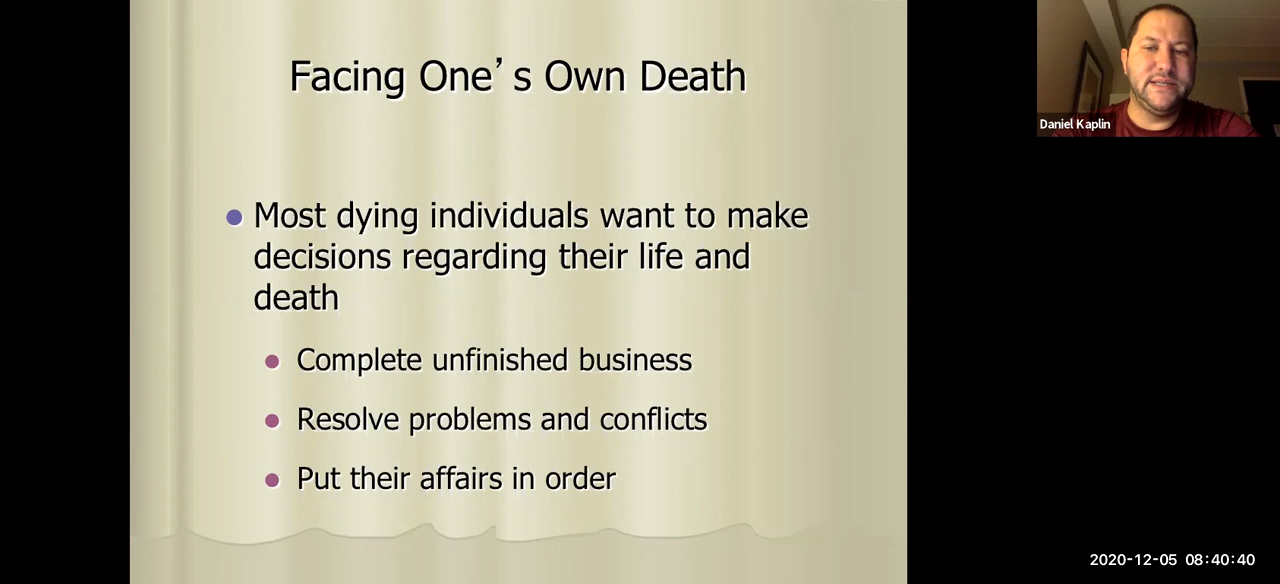 Facing One’s Own Death
Daniel Kaplin
Most dying individuals want to make
decisions regarding their life and
death
Complete unfinished business
Resolve problems and conflicts
Put their affairs in order
2020-12-05 08:40:40